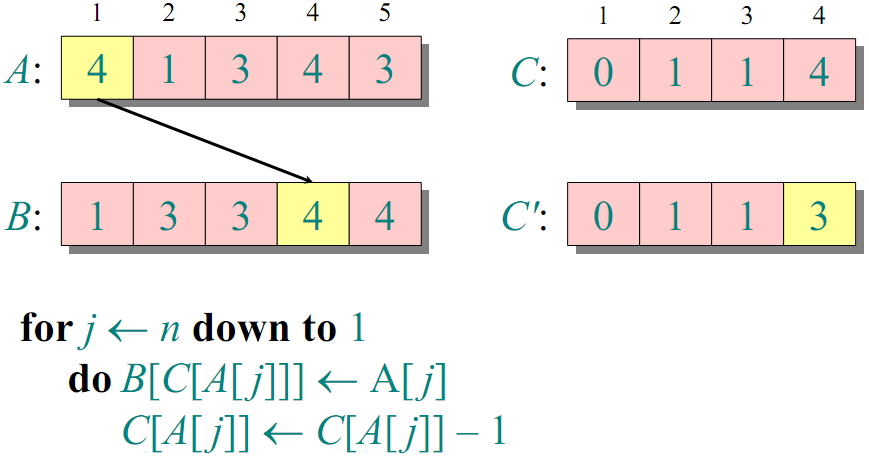 1 2 3 4 5 1 2 3 4
A: 4 1 3 4 3 C: 0 1 1 4
B: 1 3 3 4 4 C': 0 1 1 3
for j ← n down to 1
do B[C[A[j]]] ← A[j]
C[A[j]] ← C[A[j]] – 1